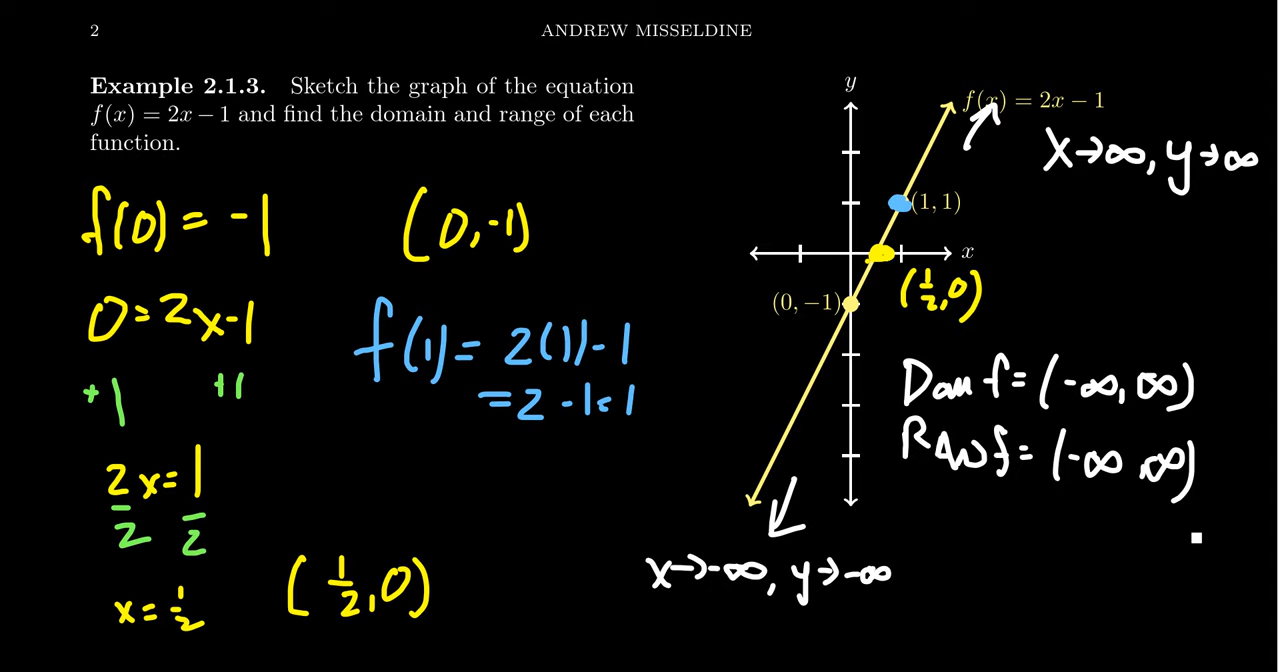 2 ANDREW MISSELDINE
Example 2.1.3. Sketch the graph of the equation
f(x) = 2x − 1 and find the domain and range of each
function.
f(0) = -1 (0, -1)
0 = 2x - 1
+1 +1
2x = 1
2 2
x = 1/2 (1/2, 0)
f(1) = 2(1) - 1
= 2 - 1 = 1
y
f(x) = 2x − 1
x→∞, y→∞
(1, 1)
x
(1/2, 0)
(0, −1)
Dom f = (-∞, ∞)
Ran f = (-∞, ∞)
x→-∞, y→-∞